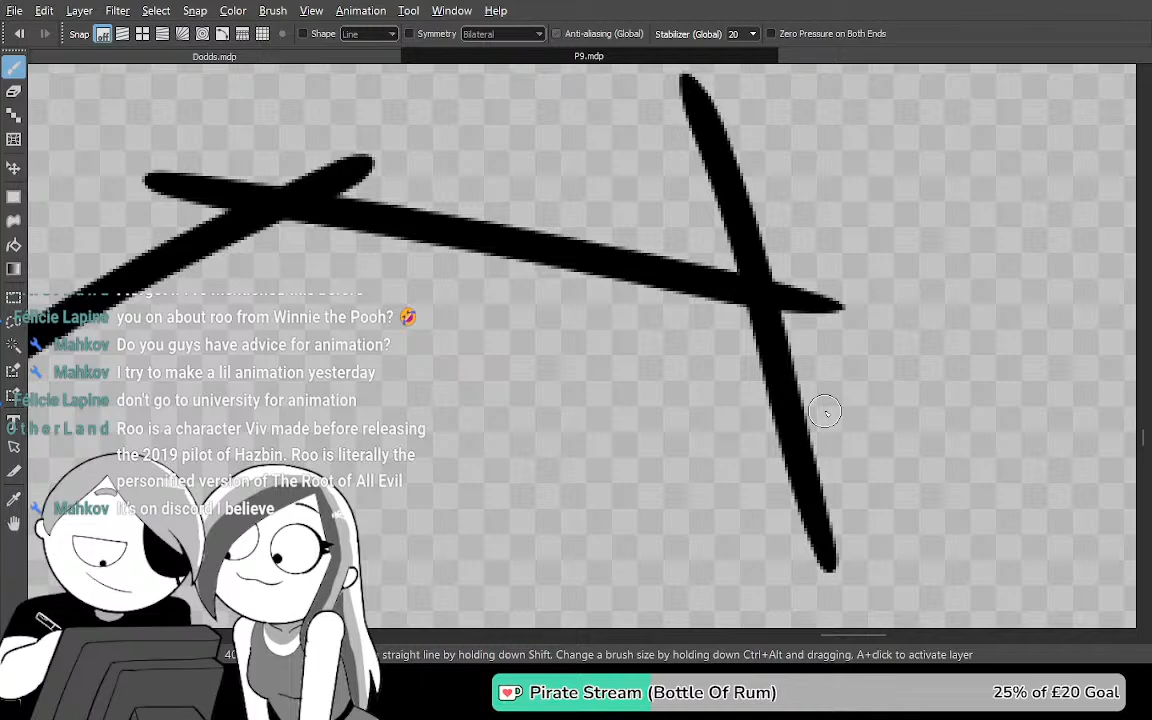 File Edit Layer Filter Select Snap Color Brush View Animation Tool Window Help
Snap off Shape Line Symmetry Bilateral Anti-aliasing (Global) Stabilizer (Global) 20 Zero Pressure on Both Ends
Dodds.mdp P9.mdp
Félicie Lapine you on about roo from Winnie the Pooh? 🤣
Mahkov Do you guys have advice for animation?
Mahkov I try to make a lil animation yesterday
Félicie Lapine don't go to university for animation
OtherLand Roo is a character Viv made before releasing
the 2019 pilot of Hazbin. Roo is literally the
personified version of The Root of All Evil
Mahkov It's on discord I believe
straight line by holding down Shift. Change a brush size by holding down Ctrl+Alt and dragging, A+click to activate layer
Pirate Stream (Bottle Of Rum) 25% of £20 Goal